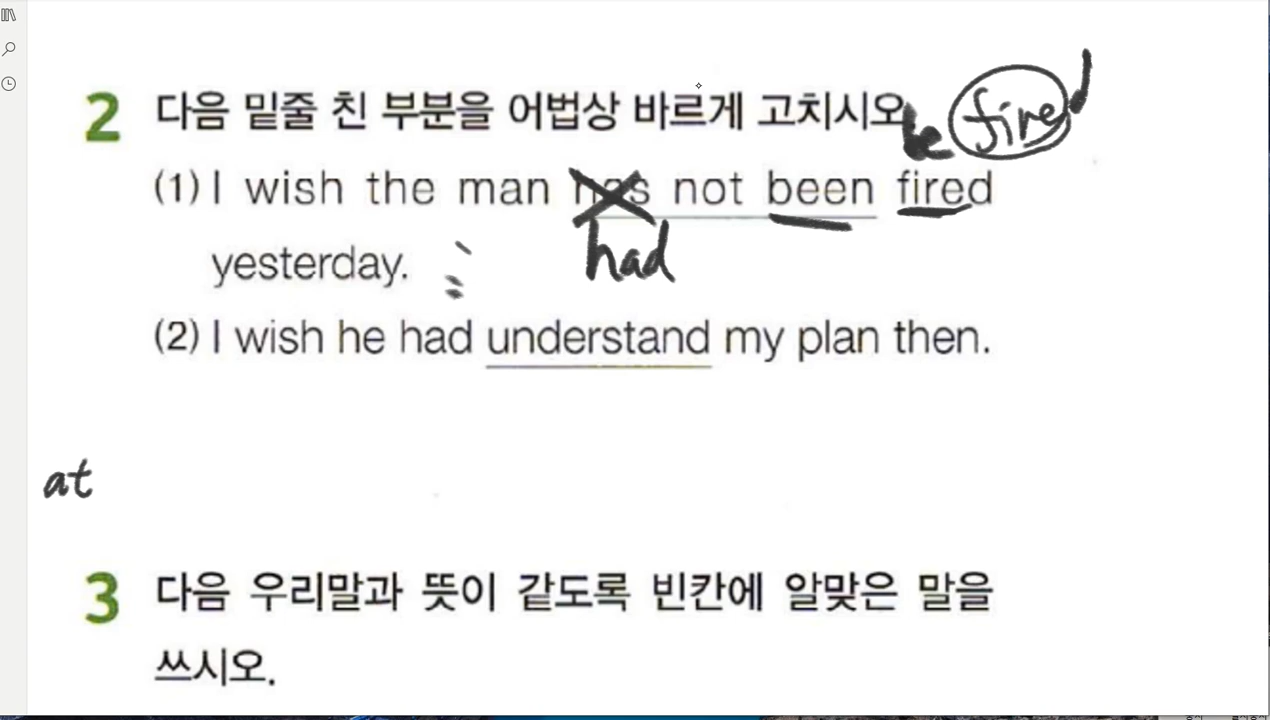 2 다음 밑줄 친 부분을 어법상 바르게 고치시오. be fired
(1) I wish the man has not been fired
had
yesterday.
(2) I wish he had understand my plan then.
at
3 다음 우리말과 뜻이 같도록 빈칸에 알맞은 말을
쓰시오.